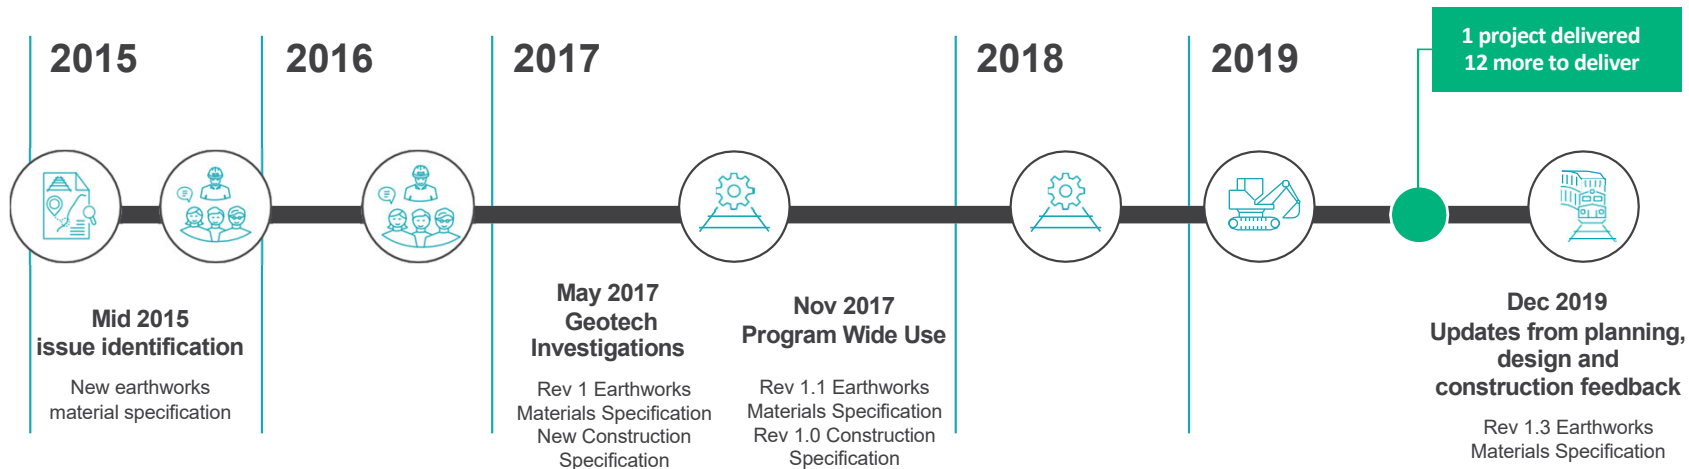 2015
2016
2017
2018
2019
1 project delivered
12 more to deliver
Mid 2015
issue identification
New earthworks
material specification
May 2017
Geotech
Investigations
Rev 1 Earthworks
Materials Specification
New Construction
Specification
Nov 2017
Program Wide Use
Rev 1.1 Earthworks
Materials Specification
Rev 1.0 Construction
Specification
Dec 2019
Updates from planning,
design and
construction feedback
Rev 1.3 Earthworks
Materials Specification